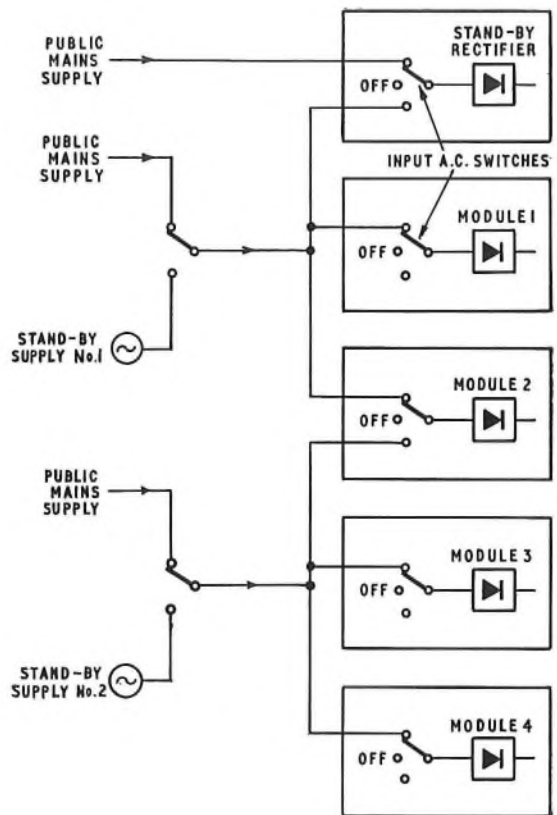 PUBLIC
MAINS
SUPPLY
STAND-BY
RECTIFIER
OFF
PUBLIC
MAINS
SUPPLY
INPUT A.C. SWITCHES
MODULE 1
OFF
STAND-BY
SUPPLY No.1
MODULE 2
OFF
PUBLIC
MAINS
SUPPLY
MODULE 3
OFF
STAND-BY
SUPPLY No.2
MODULE 4
OFF